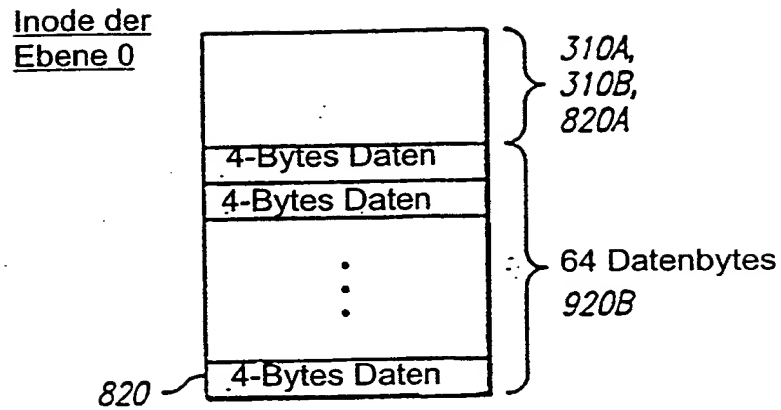 Inode der
Ebene 0
310A,
310B,
820A
4-Bytes Daten
4-Bytes Daten
64 Datenbytes
920B
4-Bytes Daten
820